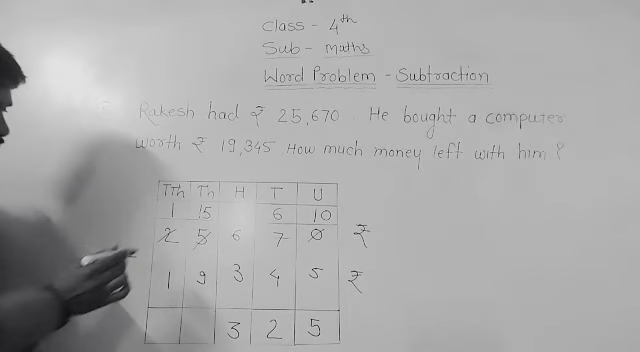 Class - 4th
Sub - Maths
Word Problem - Subtraction
Rakesh had ₹ 25,670. He bought a computer
worth ₹ 19,345. How much money left with him?
TTh Th H T U
1 15 6 10
2 5 6 7 0 ₹
1 9 3 4 5 ₹
3 2 5